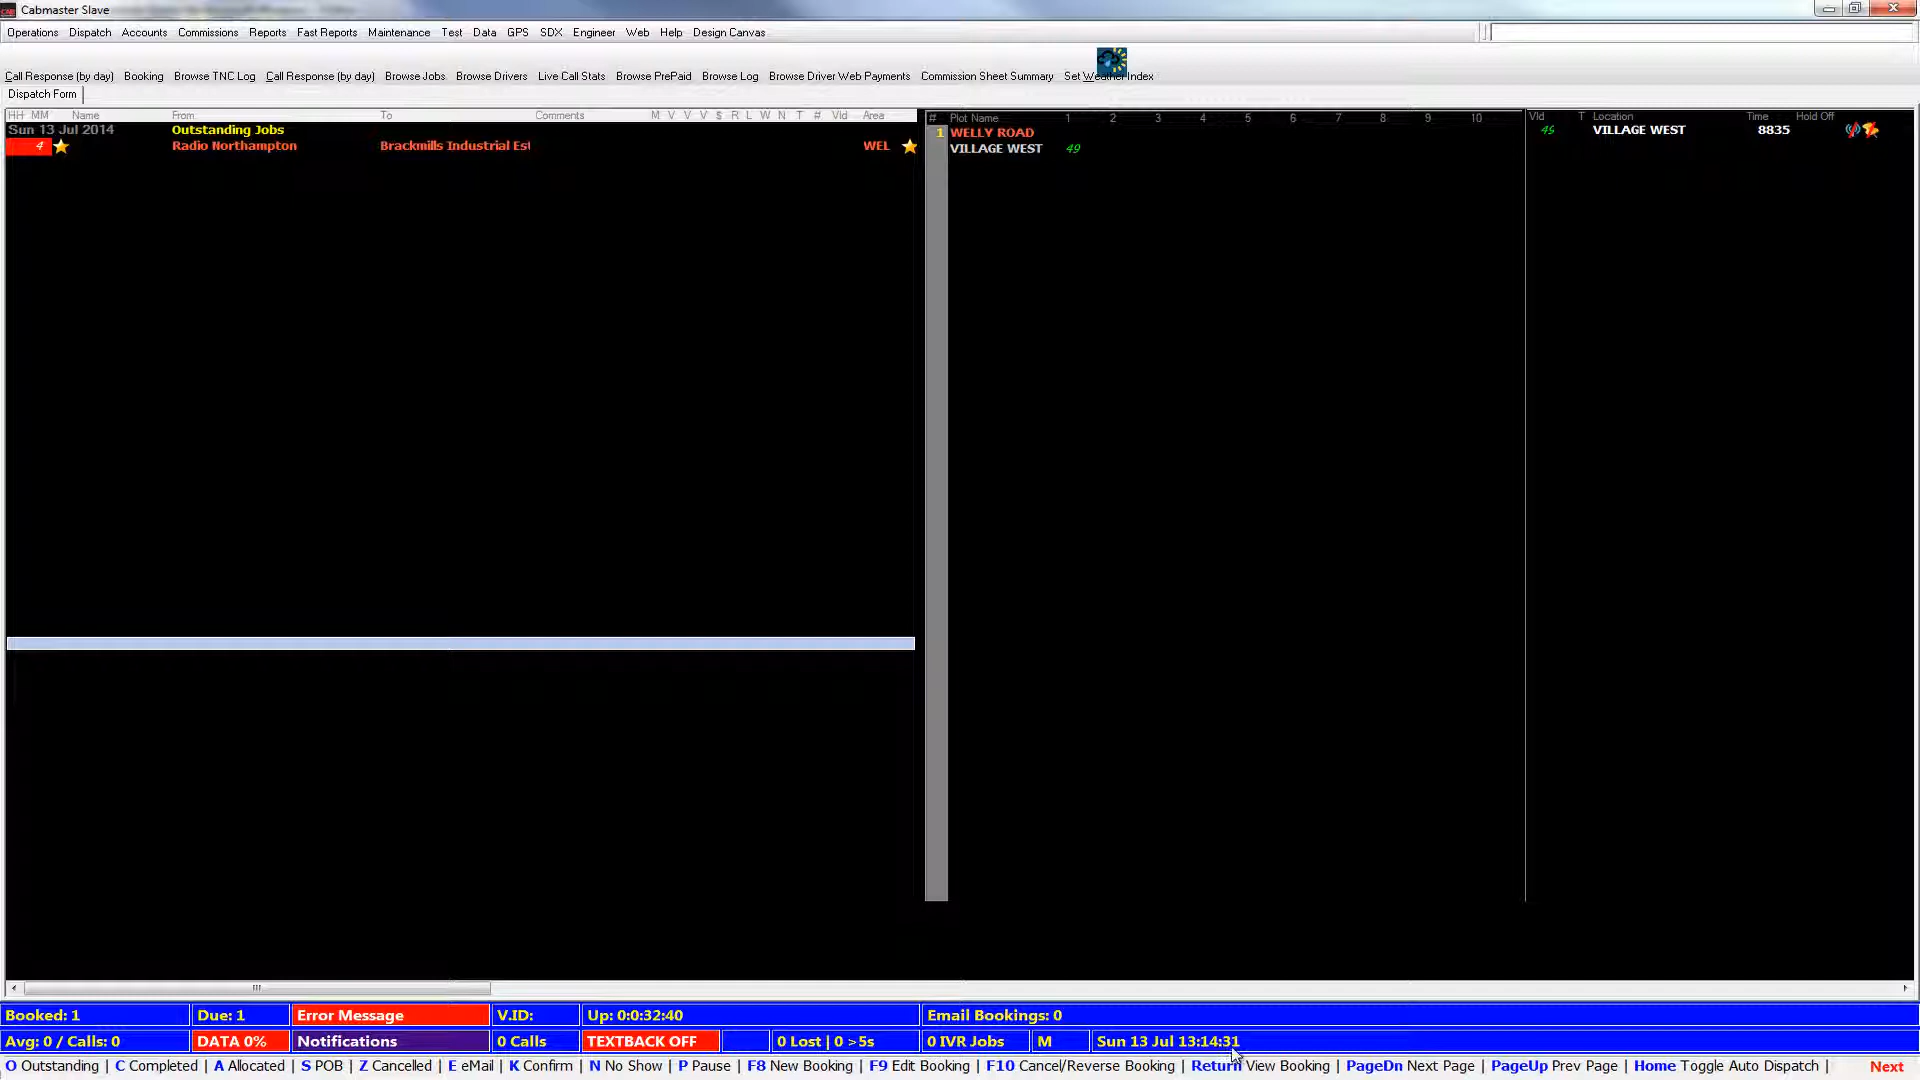 Cabmaster Slave
Operations Dispatch Accounts Commissions Reports Fast Reports Maintenance Test Data GPS SDX Engineer Web Help Design Canvas
Call Response (by day) Booking Browse TNC Log Call Response (by day) Browse Jobs Browse Drivers Live Call Stats Browse PrePaid Browse Log Browse Driver Web Payments Commission Sheet Summary Set Weather Index
Dispatch Form
HH MM Name From To Comments M V V V $ R L W N T # VId Area
Sun 13 Jul 2014 Outstanding Jobs
4 Radio Northampton Brackmills Industrial Est WEL
# Plot Name 1 2 3 4 5 6 7 8 9 10
1 WELLY ROAD
VILLAGE WEST 49
VId T Location Time Hold Off
49 VILLAGE WEST 8835
Booked: 1 Due: 1 Error Message V.ID: Up: 0:0:32:40 Email Bookings: 0
Avg: 0 / Calls: 0 DATA 0% Notifications 0 Calls TEXTBACK OFF 0 Lost | 0 >5s 0 IVR Jobs M Sun 13 Jul 13:14:31
O Outstanding | C Completed | A Allocated | S POB | Z Cancelled | E eMail | K Confirm | N No Show | P Pause | F8 New Booking | F9 Edit Booking | F10 Cancel/Reverse Booking | Return View Booking | PageDn Next Page | PageUp Prev Page | Home Toggle Auto Dispatch | Next